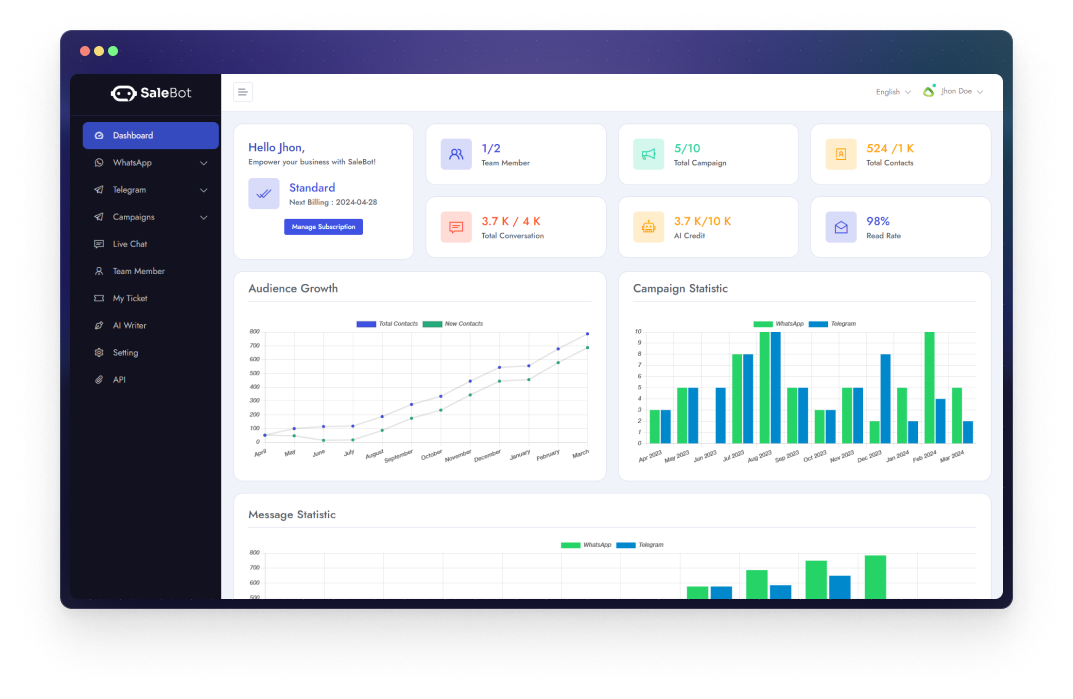 SaleBot
Dashboard
WhatsApp
Telegram
Campaigns
Live Chat
Team Member
My Ticket
AI Writer
Setting
API
English
Jhon Doe
Hello Jhon,
Empower your business with SaleBot!
Standard
Next Billing : 2024-04-28
Manage Subscription
1/2
Team Member
5/10
Total Campaign
524 /1 K
Total Contacts
3.7 K / 4 K
Total Conversation
3.7 K/10 K
AI Credit
98%
Read Rate
Audience Growth
Total Contacts New Contacts
800
700
600
500
400
300
200
100
0
April May June July August September October November December January February March
Campaign Statistic
WhatsApp Telegram
10
9
8
7
6
5
4
3
2
1
0
Apr 2023 May 2023 Jun 2023 Jul 2023 Aug 2023 Sep 2023 Oct 2023 Nov 2023 Dec 2023 Jan 2024 Feb 2024 Mar 2024
Message Statistic
WhatsApp Telegram
800
700
600
500